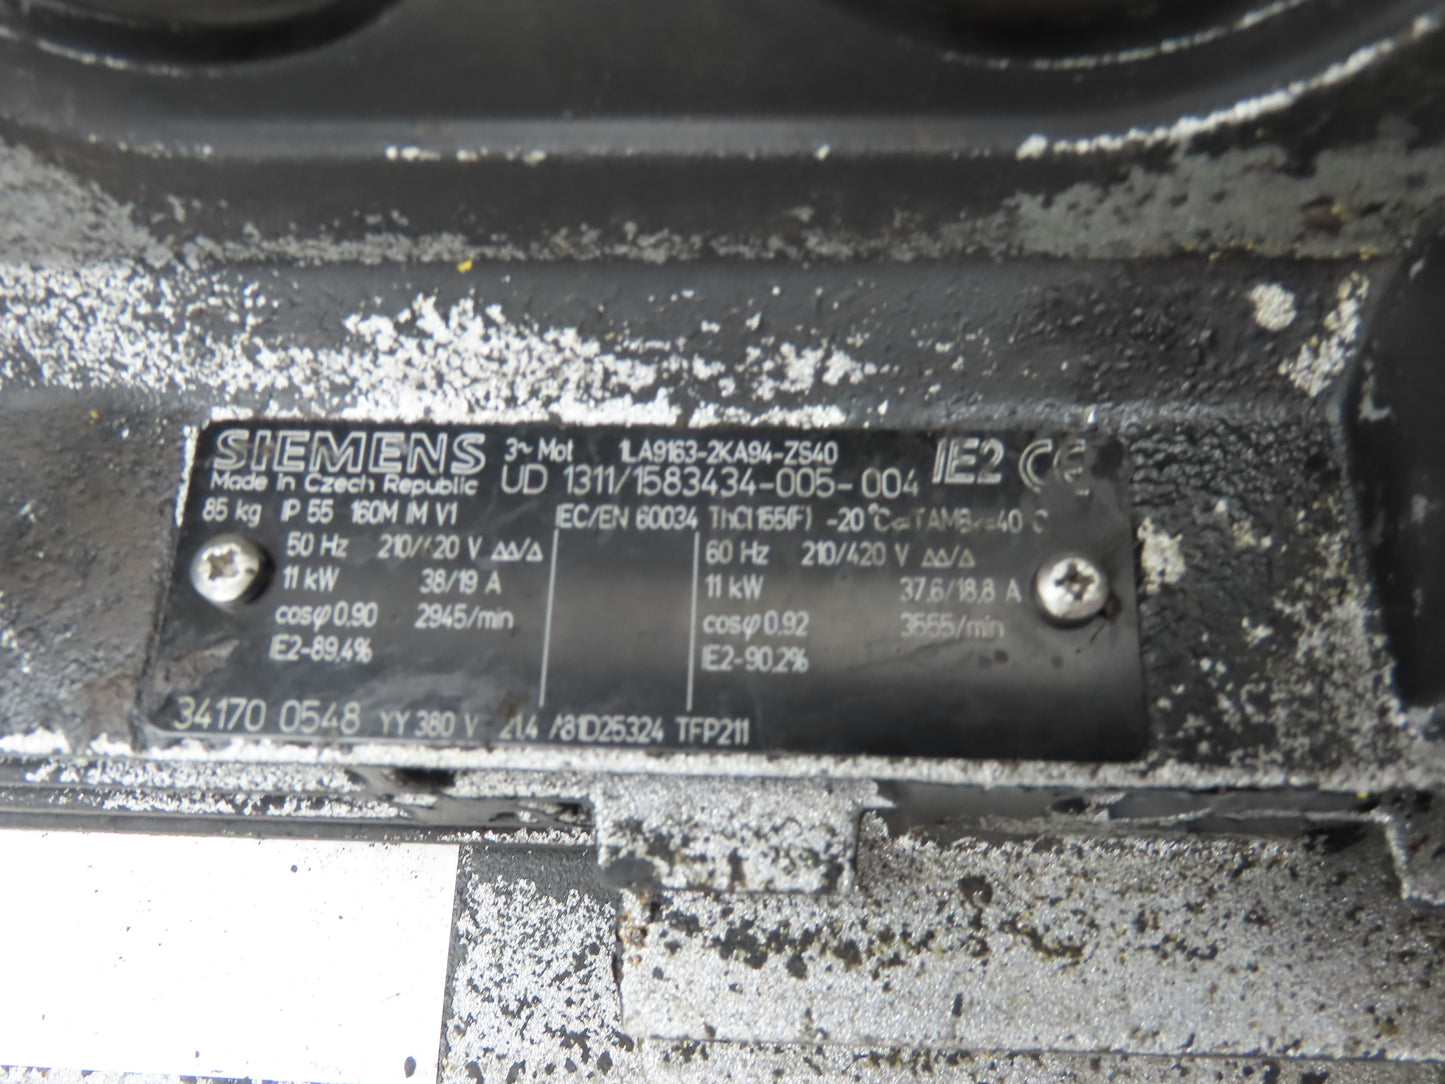 SIEMENS 3~ Mot 1LA9163-2KA94-ZS40 IE2 CE
Made in Czech Republic UD 1311/1583434-005-004
85 kg IP 55 160M IM V1 IEC/EN 60034 ThCl 155(F) -20 °C<=TAMB<=40 °C
50 Hz 210/420 V ΔΔ/Δ 60 Hz 210/420 V ΔΔ/Δ
11 kW 38/19 A 11 kW 37.6/18.8 A
cosφ 0.90 2945/min cosφ 0.92 3555/min
IE2-89,4% IE2-90,2%
34170 0548 YY 380 V 21.4 A81D25324 TFP211